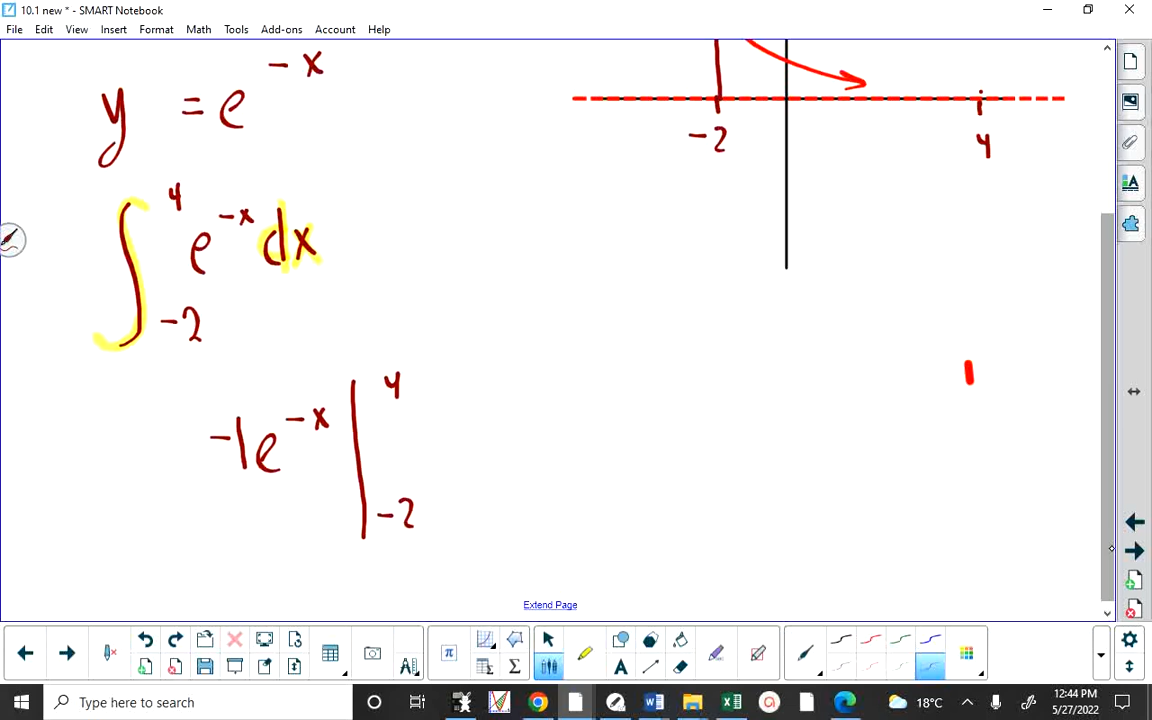 10.1 new * - SMART Notebook
File Edit View Insert Format Math Tools Add-ons Account Help
y = e^{-x}
-2 4
∫_{-2}^{4} e^{-x} dx
-1e^{-x} |_{-2}^{4}
Extend Page
π Σ A
Type here to search
18°C
12:44 PM
5/27/2022